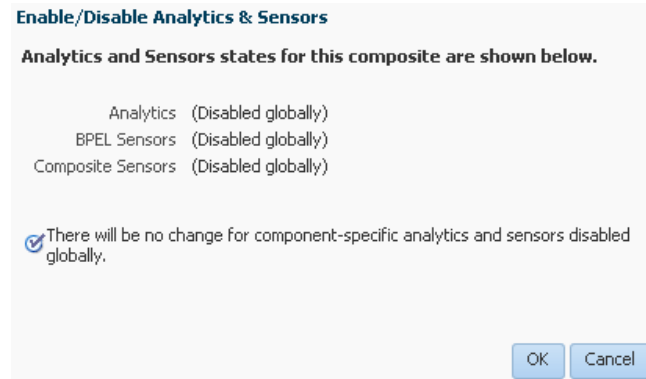 Enable/Disable Analytics & Sensors
Analytics and Sensors states for this composite are shown below.
Analytics (Disabled globally)
BPEL Sensors (Disabled globally)
Composite Sensors (Disabled globally)
There will be no change for component-specific analytics and sensors disabled
globally.
OK Cancel